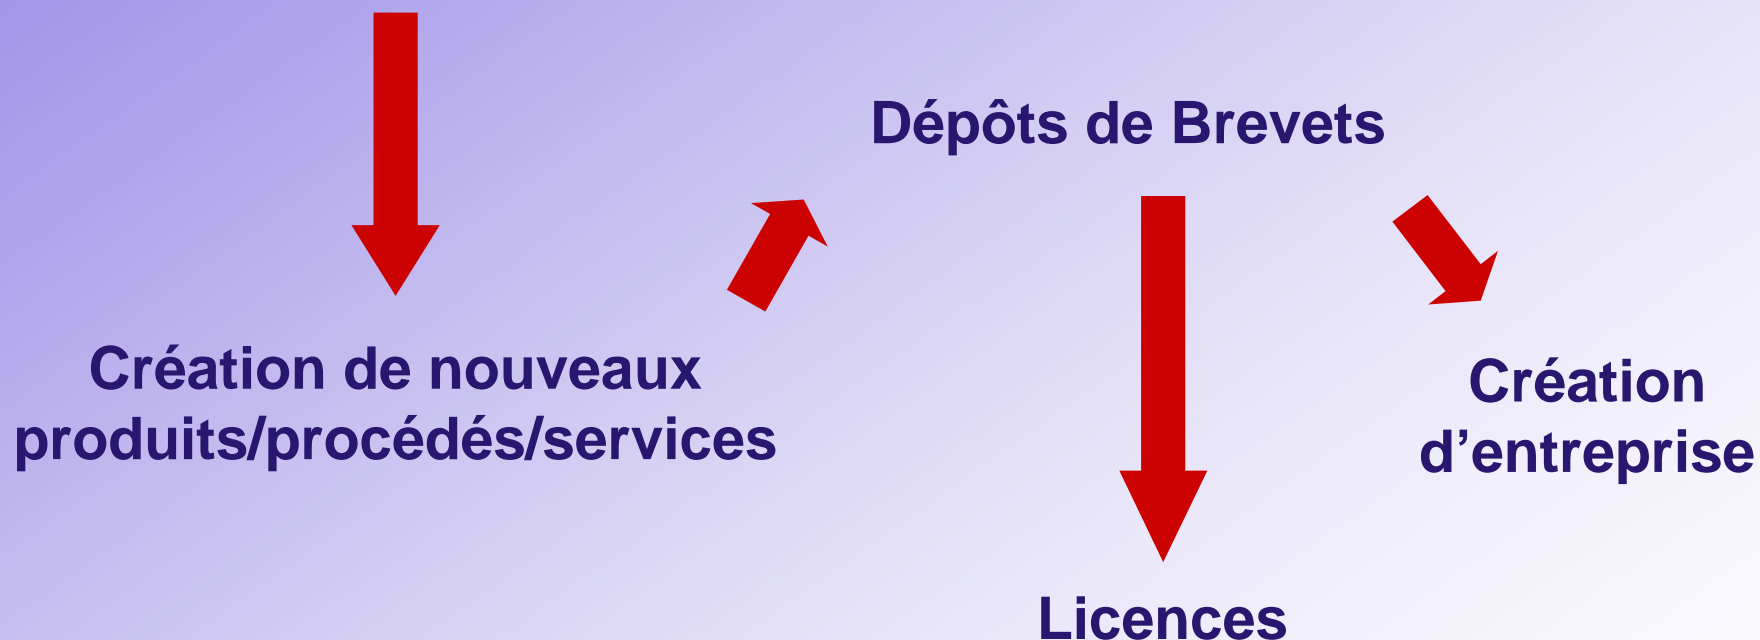 Dépôts de Brevets
Création de nouveaux
produits/procédés/services
Création
d’entreprise
Licences